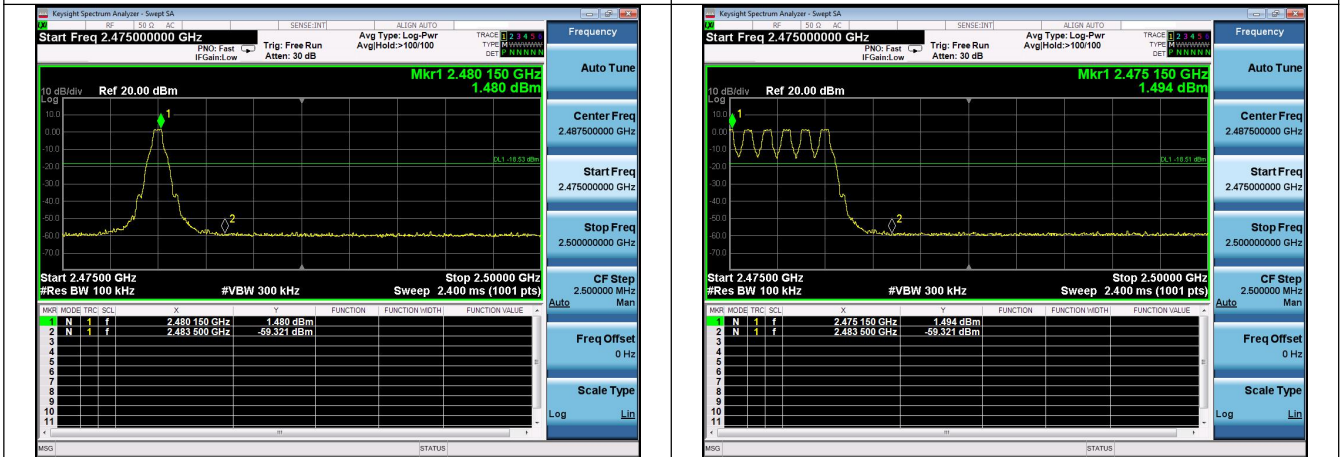 Keysight Spectrum Analyzer - Swept SA
RF 50 Ω AC SENSE:INT ALIGN AUTO
Start Freq 2.475000000 GHz
PNO: Fast
IFGain:Low
Trig: Free Run
Atten: 30 dB
Avg Type: Log-Pwr
Avg|Hold:>100/100
TRACE 1 2 3 4 5 6
TYPE M WWWWW
DET P N N N N N
Mkr1 2.480 150 GHz
1.480 dBm
10 dB/div Ref 20.00 dBm
Log
10.0
0.00
-10.0
-20.0
-30.0
-40.0
-50.0
-60.0
-70.0
1
2
DL1 -18.53 dBm
Start 2.47500 GHz Stop 2.50000 GHz
#Res BW 100 kHz #VBW 300 kHz Sweep 2.400 ms (1001 pts)
MKR MODE TRC SCL X Y FUNCTION FUNCTION WIDTH FUNCTION VALUE
1 N 1 f 2.480 150 GHz 1.480 dBm
2 N 1 f 2.483 500 GHz -59.321 dBm
3
4
5
6
7
8
9
10
11
MSG STATUS
Frequency
Auto Tune
Center Freq
2.487500000 GHz
Start Freq
2.475000000 GHz
Stop Freq
2.500000000 GHz
CF Step
2.500000 MHz
Auto Man
Freq Offset
0 Hz
Scale Type
Log Lin
Keysight Spectrum Analyzer - Swept SA
RF 50 Ω AC SENSE:INT ALIGN AUTO
Start Freq 2.475000000 GHz
PNO: Fast
IFGain:Low
Trig: Free Run
Atten: 30 dB
Avg Type: Log-Pwr
Avg|Hold:>100/100
TRACE 1 2 3 4 5 6
TYPE M WWWWW
DET P N N N N N
Mkr1 2.475 150 GHz
1.494 dBm
10 dB/div Ref 20.00 dBm
Log
10.0
0.00
-10.0
-20.0
-30.0
-40.0
-50.0
-60.0
-70.0
1
2
DL1 -18.51 dBm
Start 2.47500 GHz Stop 2.50000 GHz
#Res BW 100 kHz #VBW 300 kHz Sweep 2.400 ms (1001 pts)
MKR MODE TRC SCL X Y FUNCTION FUNCTION WIDTH FUNCTION VALUE
1 N 1 f 2.475 150 GHz 1.494 dBm
2 N 1 f 2.483 500 GHz -59.321 dBm
3
4
5
6
7
8
9
10
11
MSG STATUS
Frequency
Auto Tune
Center Freq
2.487500000 GHz
Start Freq
2.475000000 GHz
Stop Freq
2.500000000 GHz
CF Step
2.500000 MHz
Auto Man
Freq Offset
0 Hz
Scale Type
Log Lin